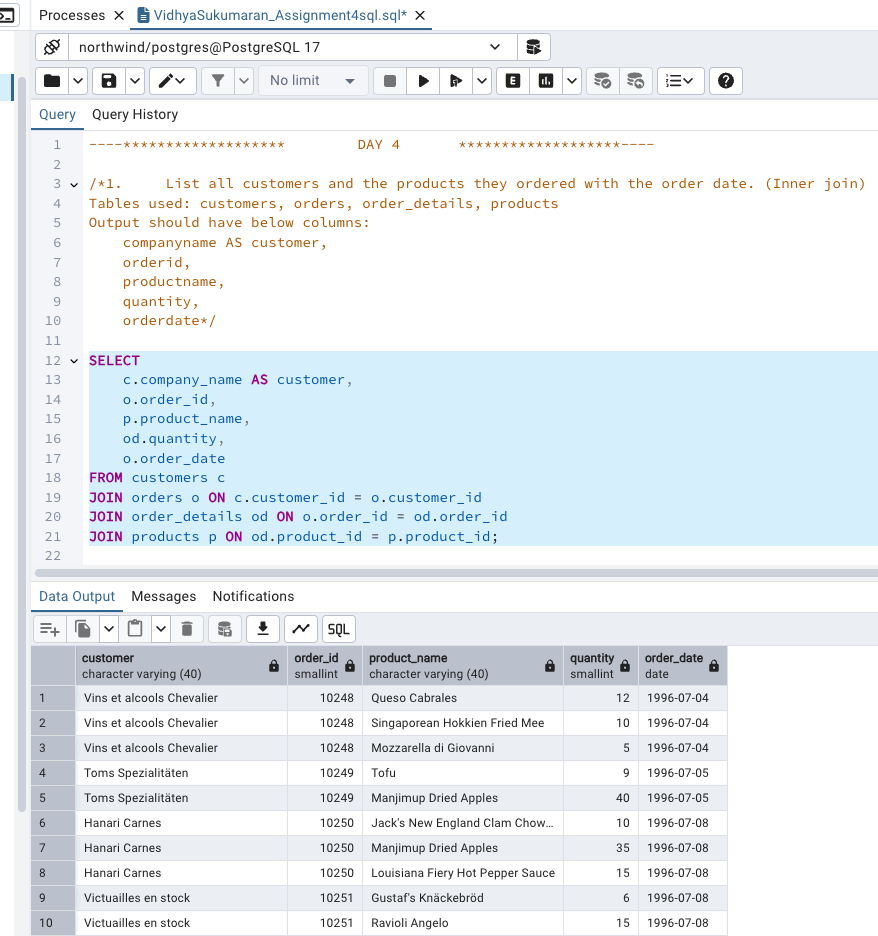 Processes
VidhyaSukumaran_Assignment4sql.sql*
northwind/postgres@PostgreSQL 17
No limit
E
Query Query History
1 ----******************* DAY 4 *******************----
2
3 /*1. List all customers and the products they ordered with the order date. (Inner join)
4 Tables used: customers, orders, order_details, products
5 Output should have below columns:
6 companyname AS customer,
7 orderid,
8 productname,
9 quantity,
10 orderdate*/
11
12 SELECT
13 c.company_name AS customer,
14 o.order_id,
15 p.product_name,
16 od.quantity,
17 o.order_date
18 FROM customers c
19 JOIN orders o ON c.customer_id = o.customer_id
20 JOIN order_details od ON o.order_id = od.order_id
21 JOIN products p ON od.product_id = p.product_id;
22
Data Output Messages Notifications
SQL
customer order_id product_name quantity order_date
character varying (40) smallint character varying (40) smallint date
1 Vins et alcools Chevalier 10248 Queso Cabrales 12 1996-07-04
2 Vins et alcools Chevalier 10248 Singaporean Hokkien Fried Mee 10 1996-07-04
3 Vins et alcools Chevalier 10248 Mozzarella di Giovanni 5 1996-07-04
4 Toms Spezialitäten 10249 Tofu 9 1996-07-05
5 Toms Spezialitäten 10249 Manjimup Dried Apples 40 1996-07-05
6 Hanari Carnes 10250 Jack's New England Clam Chow... 10 1996-07-08
7 Hanari Carnes 10250 Manjimup Dried Apples 35 1996-07-08
8 Hanari Carnes 10250 Louisiana Fiery Hot Pepper Sauce 15 1996-07-08
9 Victuailles en stock 10251 Gustaf's Knäckebröd 6 1996-07-08
10 Victuailles en stock 10251 Ravioli Angelo 15 1996-07-08